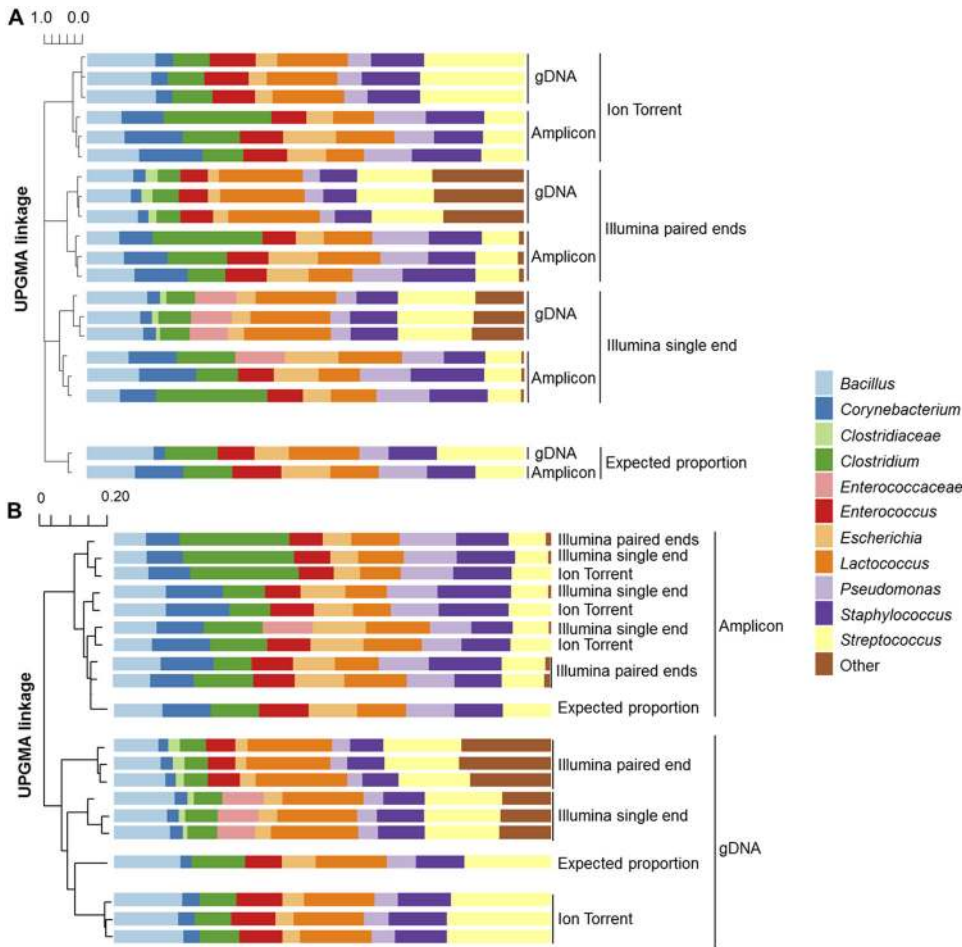 A
1.0 0.0
UPGMA linkage
gDNA
Amplicon
Ion Torrent
gDNA
Amplicon
Illumina paired ends
gDNA
Amplicon
Illumina single end
gDNA
Amplicon
Expected proportion
Bacillus
Corynebacterium
Clostridiaceae
Clostridium
Enterococcaceae
Enterococcus
Escherichia
Lactococcus
Pseudomonas
Staphylococcus
Streptococcus
Other
B
0 0.20
UPGMA linkage
Illumina paired ends
Illumina single end
Ion Torrent
Illumina single end
Ion Torrent
Illumina single end
Ion Torrent
Illumina paired ends
Expected proportion
Amplicon
Illumina paired end
Illumina single end
Expected proportion
Ion Torrent
gDNA